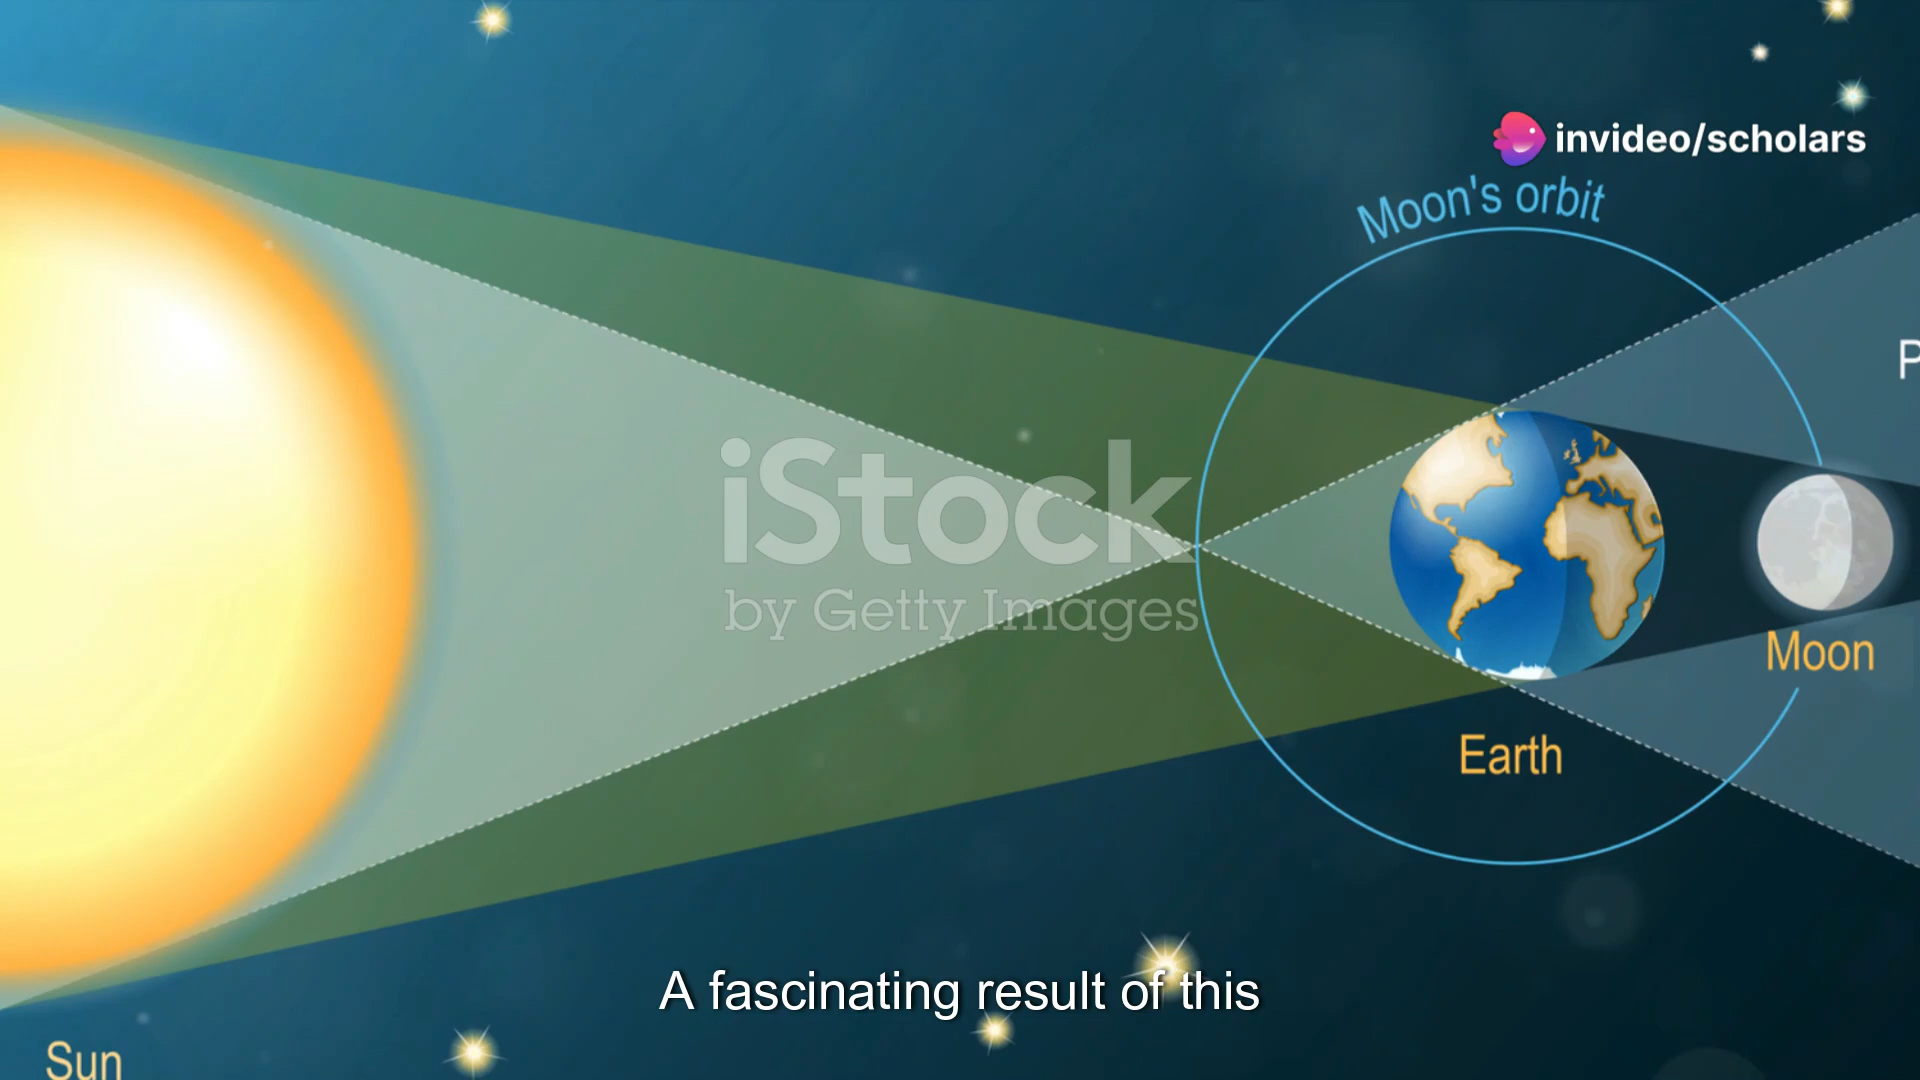 invideo/scholars
Moon's orbit
P
iStock
by Getty Images
Moon
Earth
A fascinating result of this
Sun